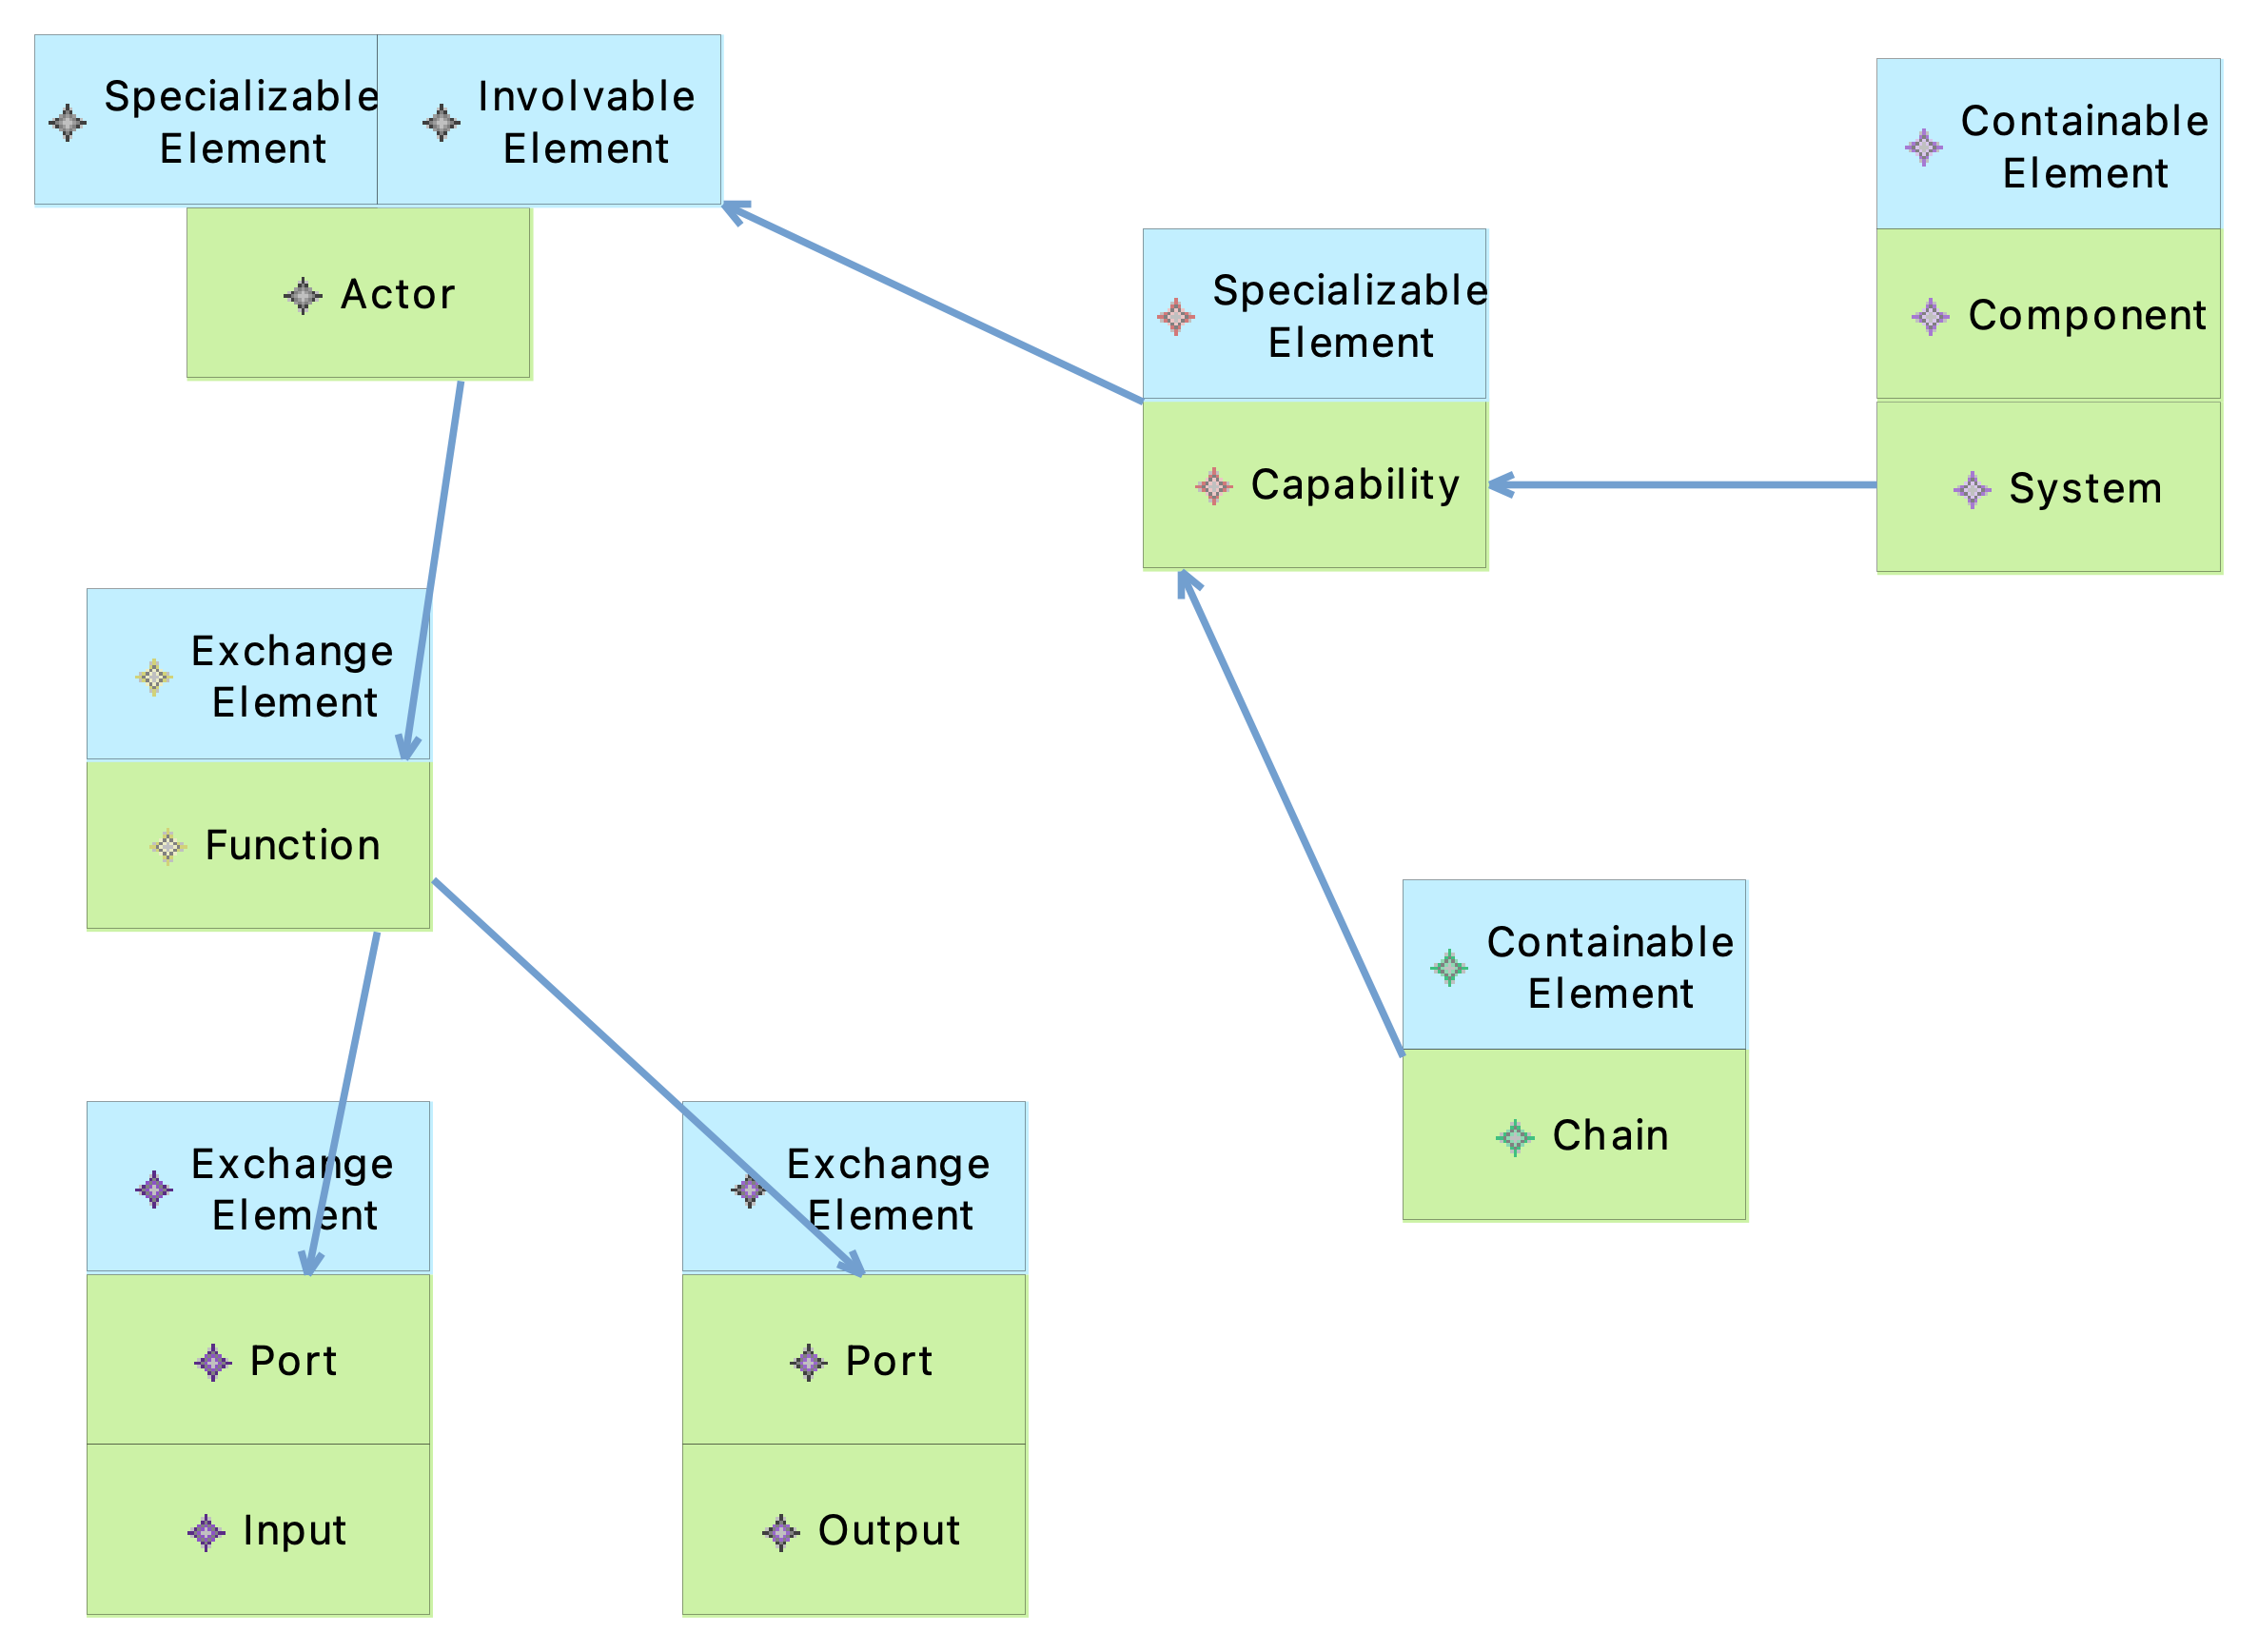 Specializable
Element
Involvable
Element
Actor
Containable
Element
Component
System
Specializable
Element
Capability
Exchange
Element
Function
Containable
Element
Chain
Exchange
Element
Port
Input
Exchange
Element
Port
Output